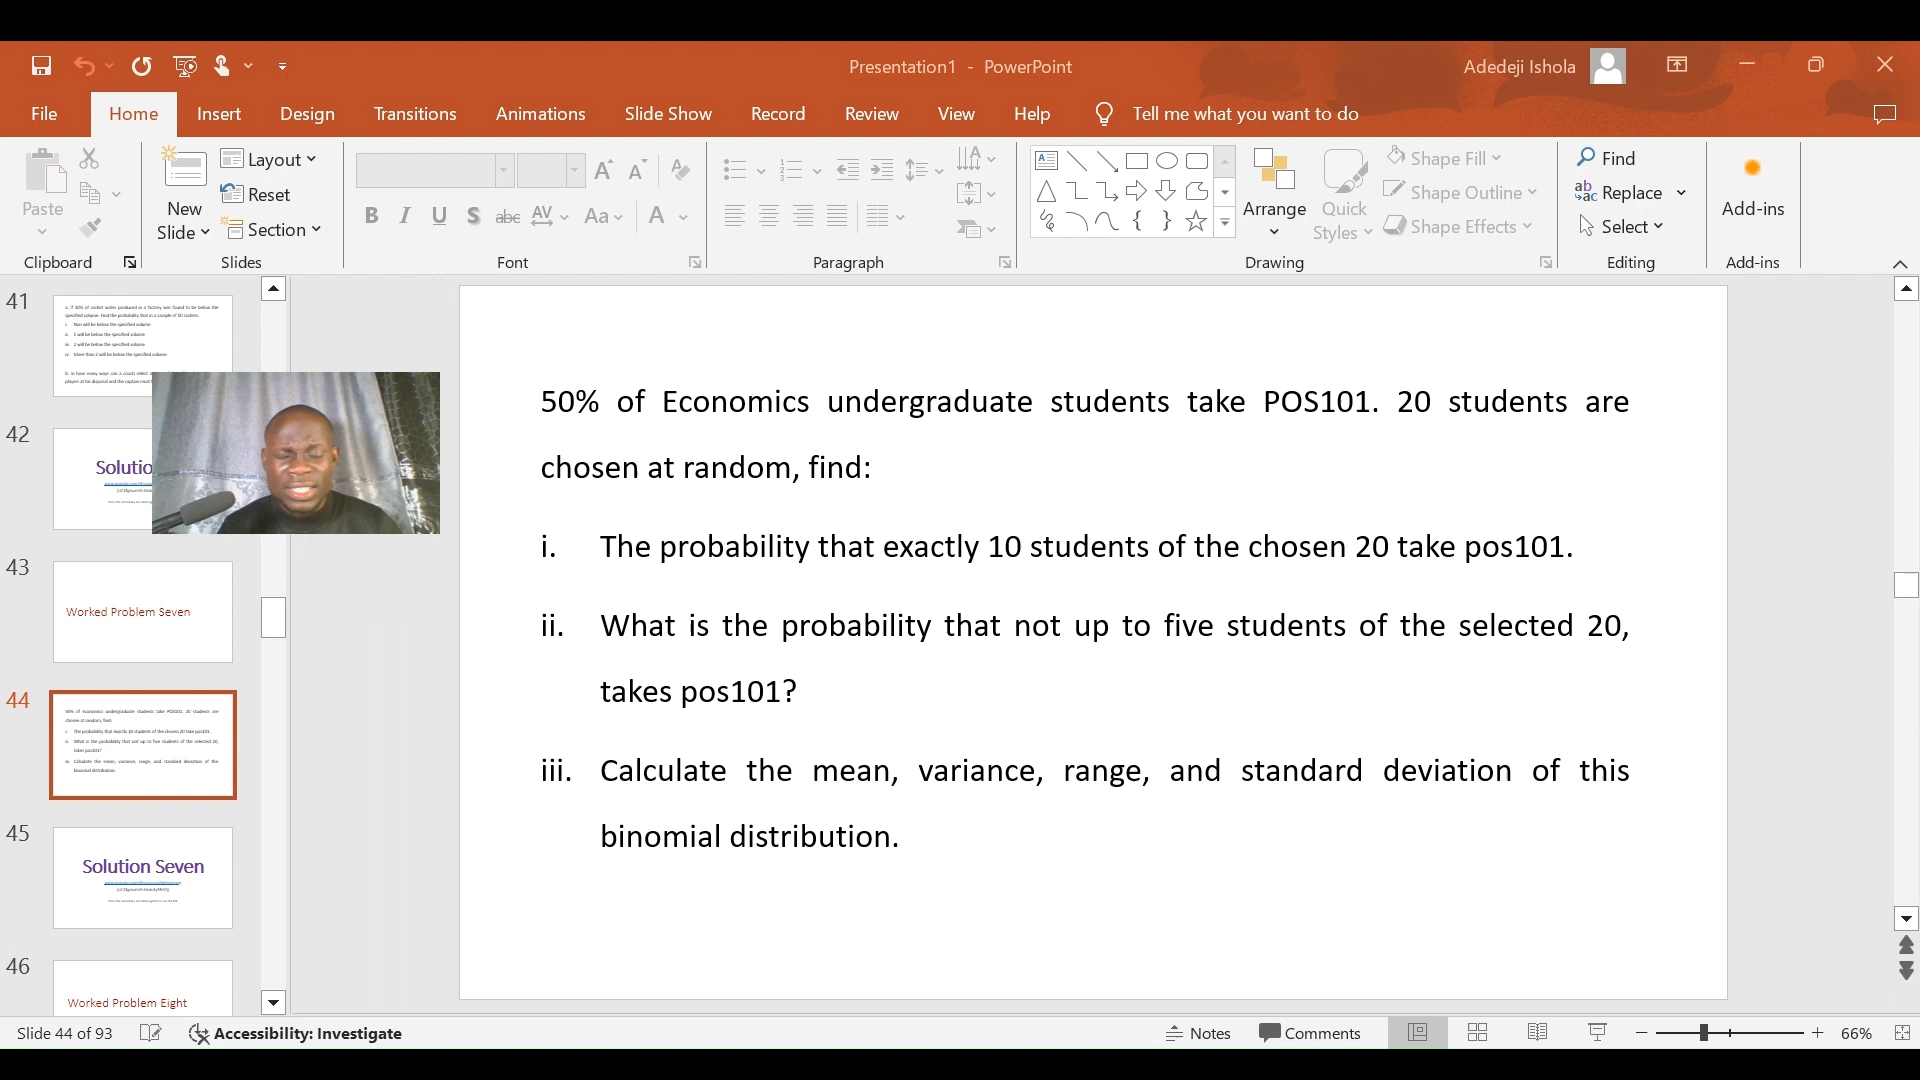 Presentation1 - PowerPoint
Adedeji Ishola
File Home Insert Design Transitions Animations Slide Show Record Review View Help Tell me what you want to do
Paste
Clipboard
New Slide
Layout
Reset
Section
Slides
Font
Paragraph
Arrange
Quick Styles
Shape Fill
Shape Outline
Shape Effects
Drawing
Find
Replace
Select
Editing
Add-ins
Add-ins
41
42
Solutio
43
Worked Problem Seven
44
45
Solution Seven
46
Worked Problem Eight
50% of Economics undergraduate students take POS101. 20 students are
chosen at random, find:
i. The probability that exactly 10 students of the chosen 20 take pos101.
ii. What is the probability that not up to five students of the selected 20,
takes pos101?
iii. Calculate the mean, variance, range, and standard deviation of this
binomial distribution.
Slide 44 of 93 Accessibility: Investigate Notes Comments 66%